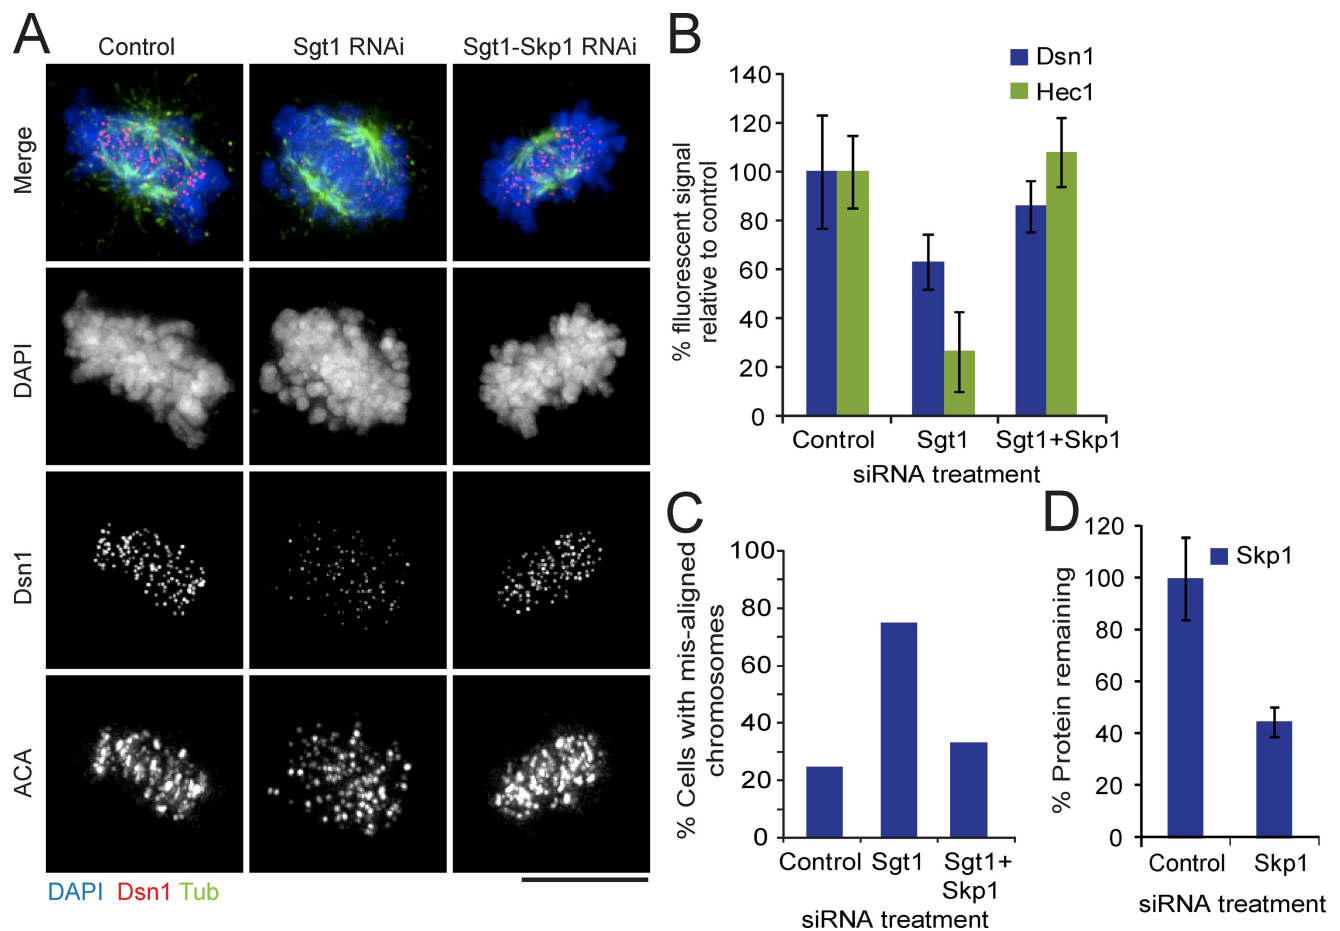 A
Control
Sgt1 RNAi
Sgt1-Skp1 RNAi
Merge
DAPI
Dsn1
ACA
DAPI Dsn1 Tub
B
Dsn1
Hec1
% flluorescent signal
relative to control
140
120
100
80
60
40
20
0
Control
Sgt1
Sgt1+Skp1
siRNA treatment
C
% Cells with mis-aligned
chromosomes
100
80
60
40
20
0
Control
Sgt1
Sgt1+
Skp1
siRNA treatment
D
Skp1
% Protein remaining
120
100
80
60
40
20
0
Control
Skp1
siRNA treatment